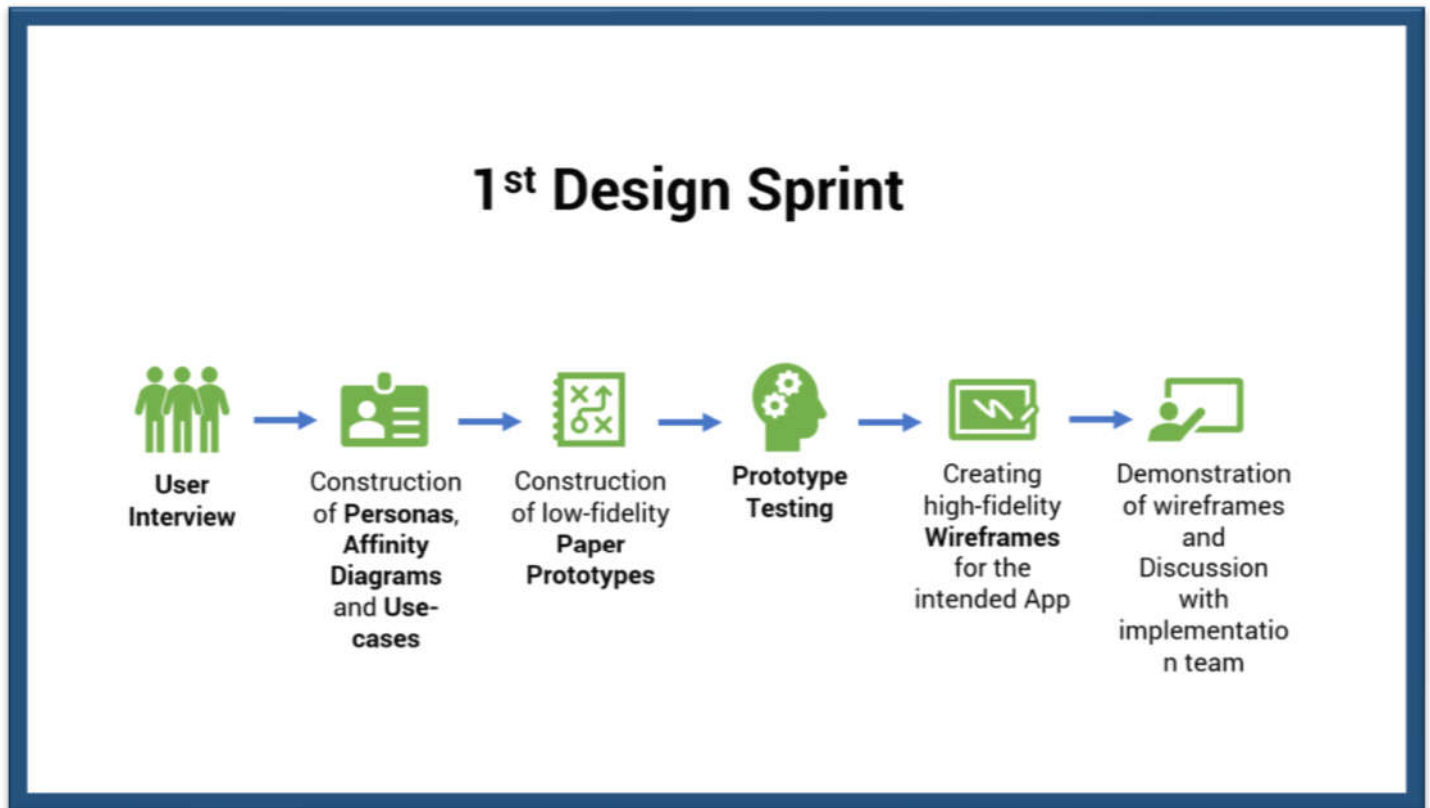 1st Design Sprint
User
Interview
Construction
of Personas,
Affinity
Diagrams
and Use-
cases
Construction
of low-fidelity
Paper
Prototypes
Prototype
Testing
Creating
high-fidelity
Wireframes
for the
intended App
Demonstration
of wireframes
and
Discussion
with
implementatio
n team